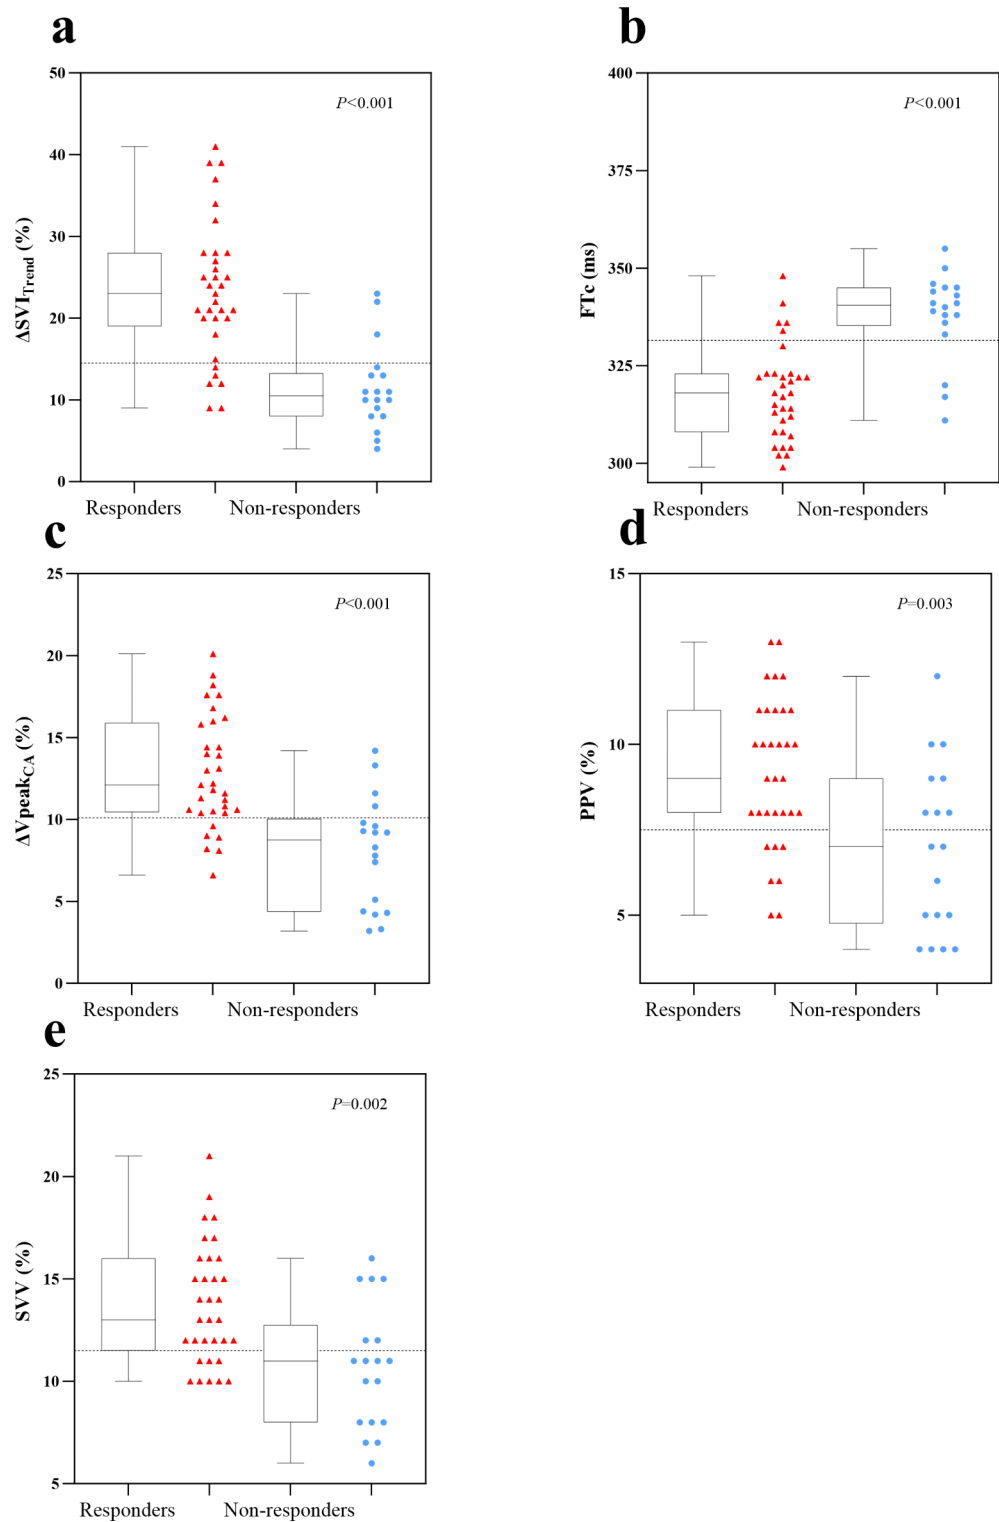 a
50
40
30
20
10
0
ΔSVITrend (%)
P<0.001
Responders
Non-responders
b
400
375
350
325
300
FTc (ms)
P<0.001
Responders
Non-responders
c
25
20
15
10
5
0
ΔVpeakCA (%)
P<0.001
Responders
Non-responders
d
15
10
5
PPV (%)
P=0.003
Responders
Non-responders
e
25
20
15
10
5
SVV (%)
P=0.002
Responders
Non-responders